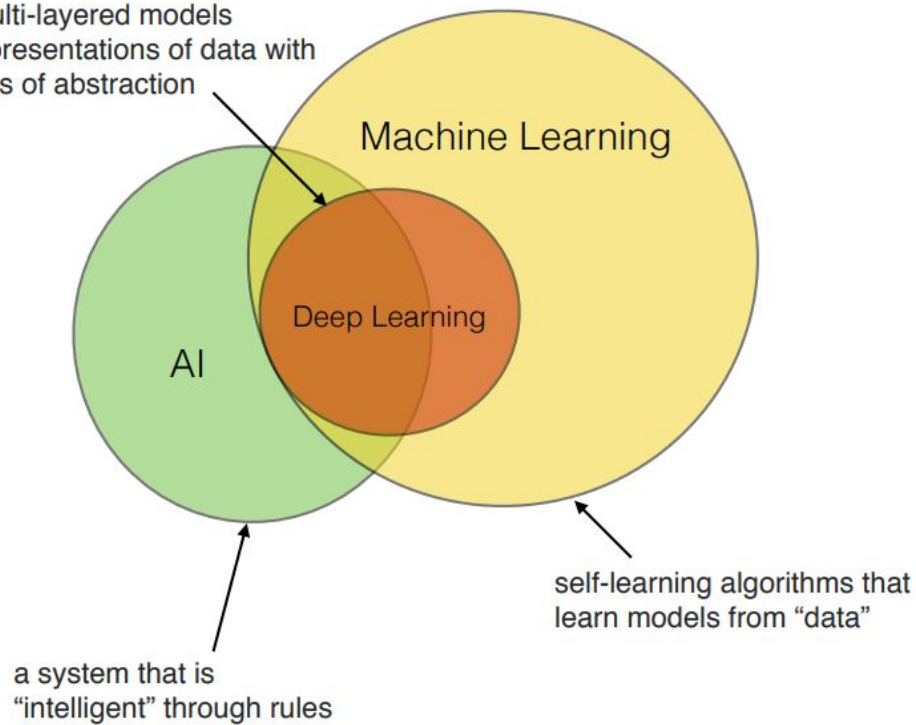 ulti-layered models
presentations of data with
s of abstraction
Machine Learning
Deep Learning
AI
self-learning algorithms that
learn models from “data”
a system that is
“intelligent” through rules